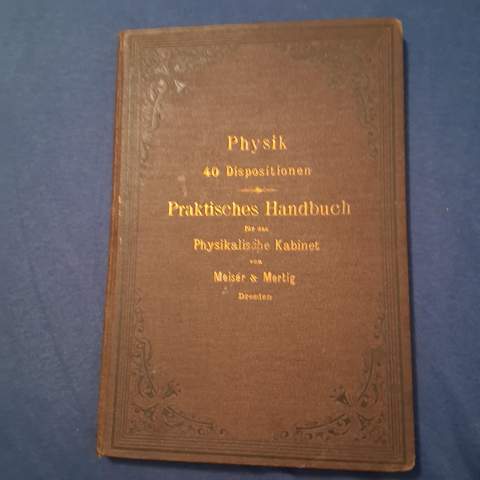 Physik
40 Dispositionen
Praktisches Handbuch
für das
Physikalische Kabinet
von
Meiser & Mertig
Dresden